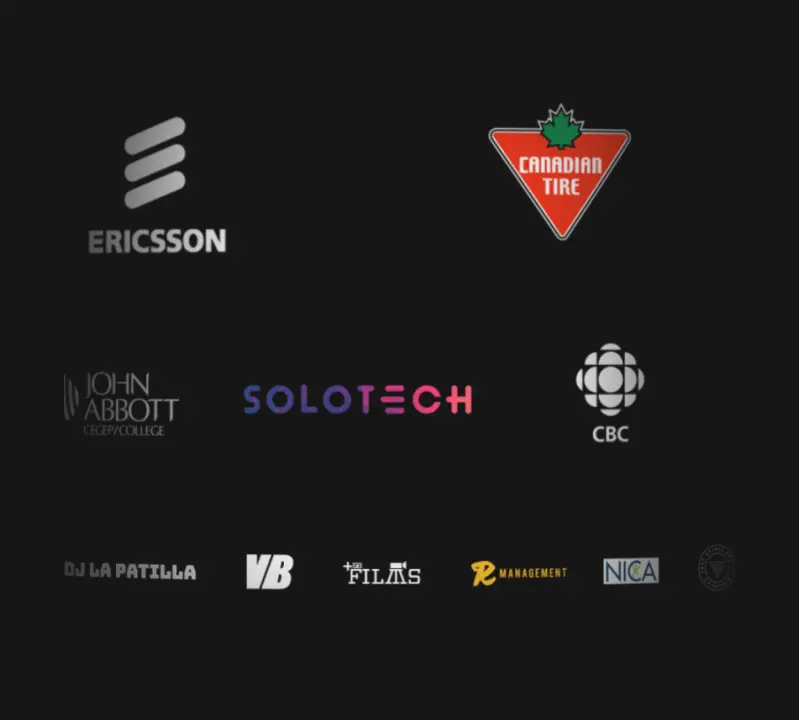 ERICSSON
CANADIAN
TIRE
JOHN
ABBOTT
CEGEP/COLLEGE
SOLOTECH
CBC
DJ LA PATILLA
VB
FILMS
R MANAGEMENT
NICA